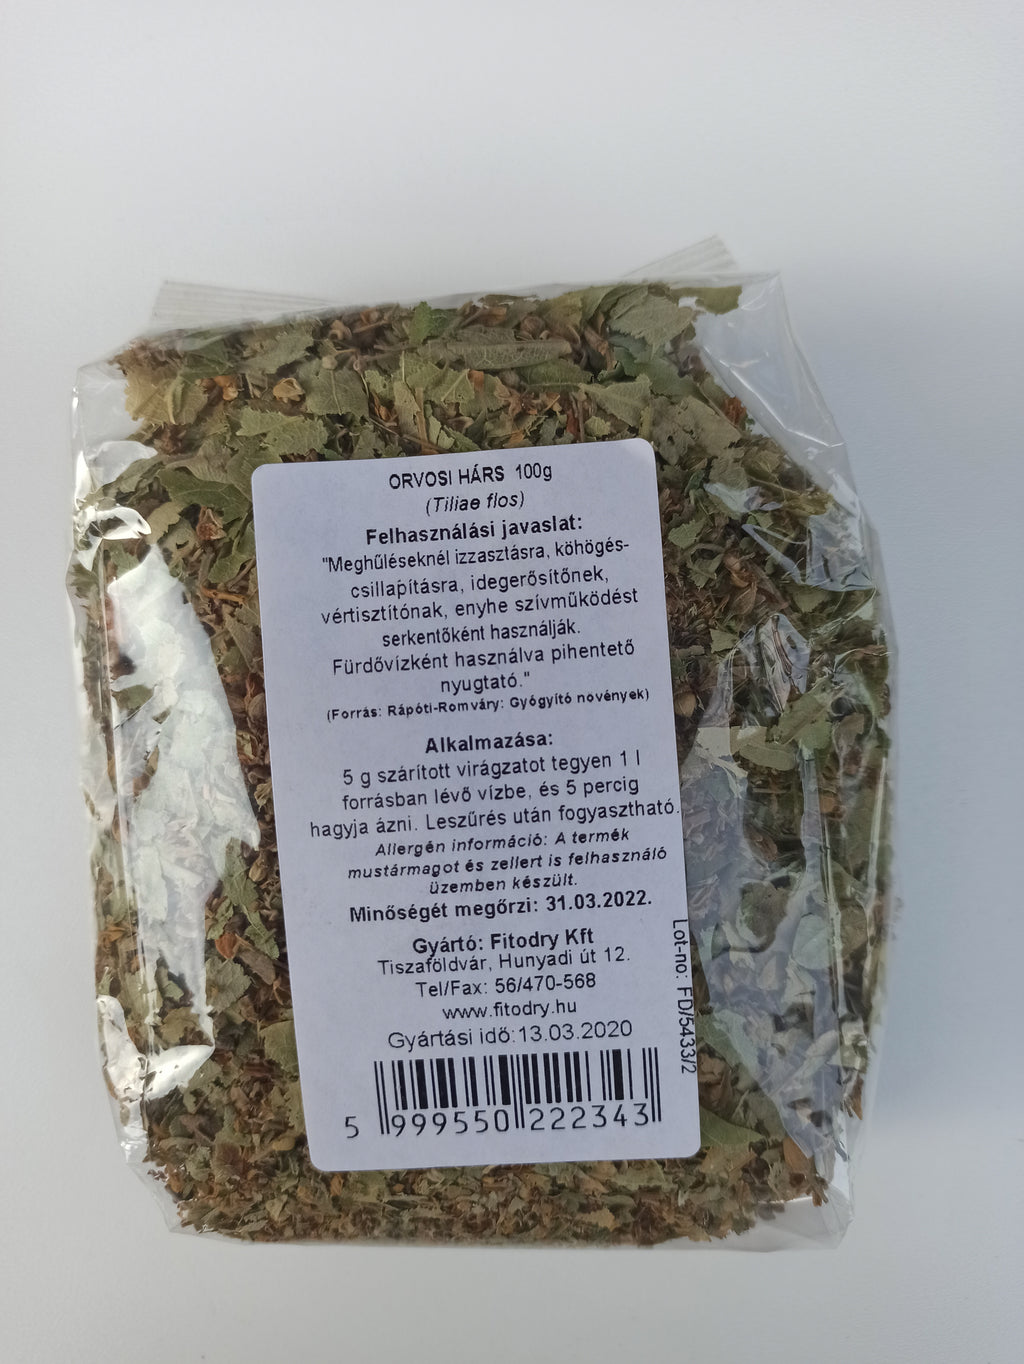 ORVOSI HÁRS 100g
(Tiliae flos)
Felhasználási javaslat:
"Meghűléseknél izzasztásra, köhögés-
csillapításra, idegerősítőnek,
vértisztítónak, enyhe szívműködést
serkentőként használják.
Fürdővízként használva pihentető
nyugtató."
(Forrás: Rápóti-Romváry: Gyógyító növények)
Alkalmazása:
5 g szárított virágzatot tegyen 1 l
forrásban lévő vízbe, és 5 percig
hagyja ázni. Leszűrés után fogyasztható.
Allergén információ: A termék
mustármagot és zellert is felhasználó
üzemben készült.
Minőségét megőrzi: 31.03.2022.
Gyártó: Fitodry Kft
Tiszaföldvár, Hunyadi út 12.
Tel/Fax: 56/470-568
www.fitodry.hu
Gyártási idő:13.03.2020
5 999550 222343
Lot-no: FD/5433/2